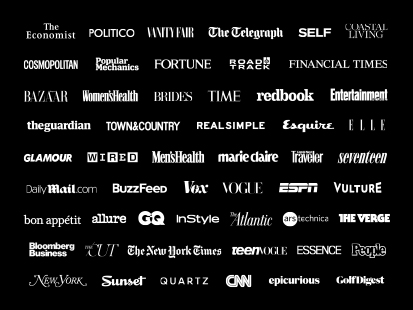 The Economist POLITICO VANITY FAIR The Telegraph SELF COASTAL LIVING
COSMOPOLITAN Popular Mechanics FORTUNE ROAD & TRACK FINANCIAL TIMES
BAZAAR Women'sHealth BRIDES TIME redbook Entertainment
theguardian TOWN&COUNTRY REAL SIMPLE Esquire ELLE
GLAMOUR WIRED Men'sHealth marie claire Traveler seventeen
DailyMail.com BuzzFeed Vox VOGUE ESPN VULTURE
bon appétit allure GQ InStyle The Atlantic ars technica THE VERGE
Bloomberg Business THE CUT The New York Times teenVOGUE ESSENCE People
NEW YORK Sunset QUARTZ CNN epicurious GolfDigest